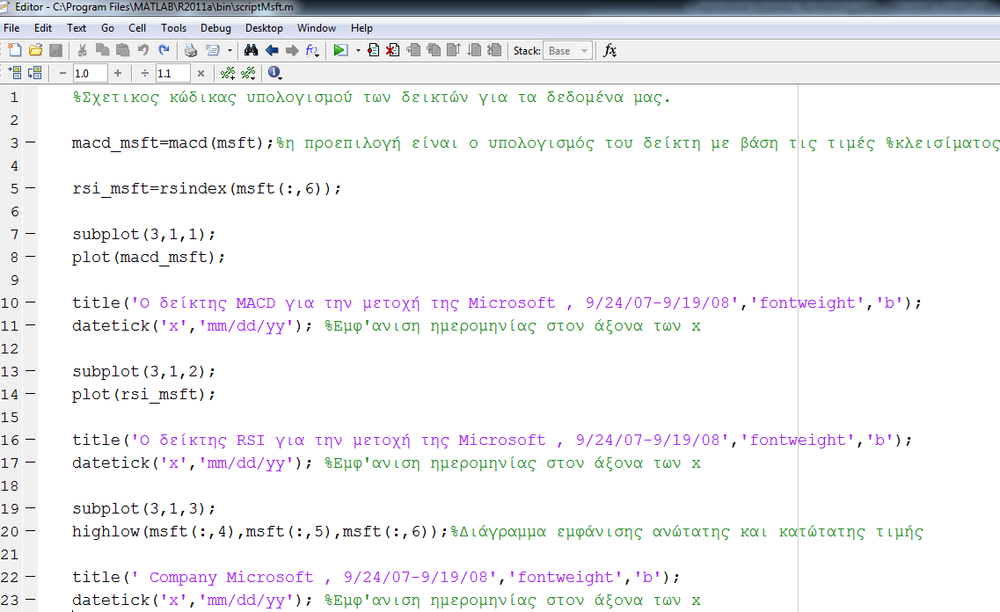 Editor - C:\Program Files\MATLAB\R2011a\bin\scriptMsft.m
File Edit Text Go Cell Tools Debug Desktop Window Help
Stack: Base fx
- 1.0 + ÷ 1.1 ×
1 %Σχετικος κώδικας υπολογισμού των δεικτών για τα δεδομένα μας.
2
3 - macd_msft=macd(msft);%η προεπιλογή είναι ο υπολογισμός του δείκτη με βάση τις τιμές %κλεισίματος
4
5 - rsi_msft=rsindex(msft(:,6));
6
7 - subplot(3,1,1);
8 - plot(macd_msft);
9
10 - title('Ο δείκτης MACD για την μετοχή της Microsoft , 9/24/07-9/19/08','fontweight','b');
11 - datetick('x','mm/dd/yy'); %Εμφ'ανιση ημερομηνίας στον άξονα των x
12
13 - subplot(3,1,2);
14 - plot(rsi_msft);
15
16 - title('Ο δείκτης RSI για την μετοχή της Microsoft , 9/24/07-9/19/08','fontweight','b');
17 - datetick('x','mm/dd/yy'); %Εμφ'ανιση ημερομηνίας στον άξονα των x
18
19 - subplot(3,1,3);
20 - highlow(msft(:,4),msft(:,5),msft(:,6));%Διάγραμμα εμφάνισης ανώτατης και κατώτατης τιμής
21
22 - title(' Company Microsoft , 9/24/07-9/19/08','fontweight','b');
23 - datetick('x','mm/dd/yy'); %Εμφ'ανιση ημερομηνίας στον άξονα των x